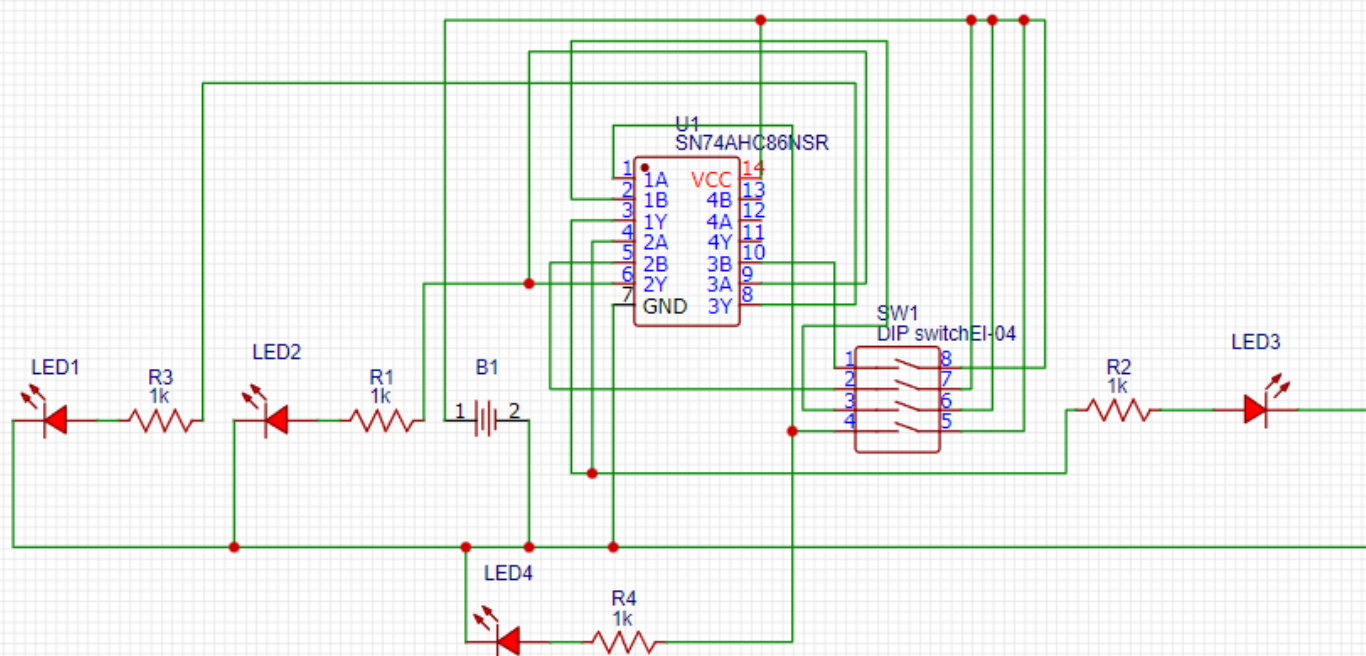 U1
SN74AHC86NSR
1 1A VCC 14
2 1B 4B 13
3 1Y 4A 12
4 2A 4Y 11
5 2B 3B 10
6 2Y 3A 9
7 GND 3Y 8
SW1
DIP switchEI-04
1 8
2 7
3 6
4 5
LED1
R3
1k
LED2
R1
1k
B1
1 2
R2
1k
LED3
LED4
R4
1k